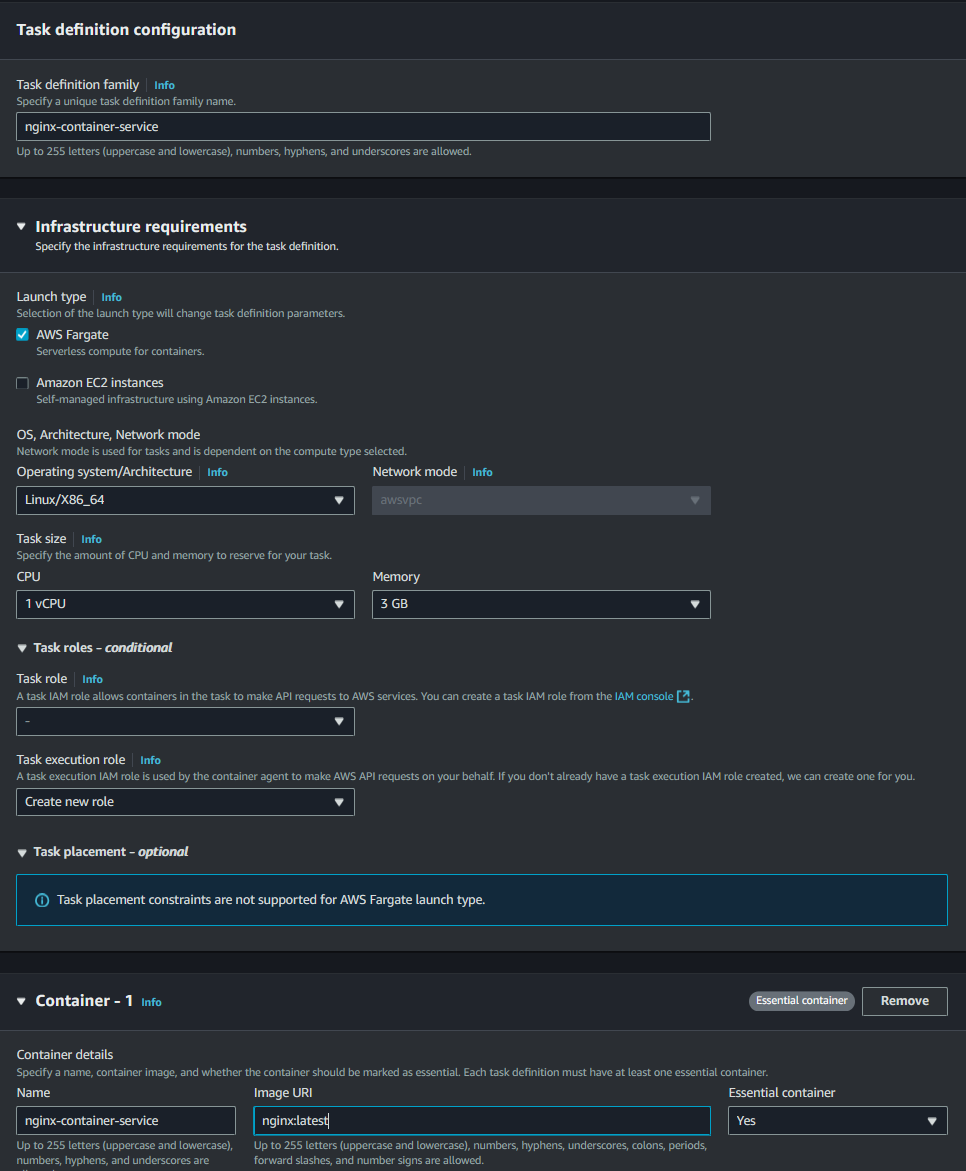 Task definition configuration
Task definition family Info
Specify a unique task definition family name.
nginx-container-service
Up to 255 letters (uppercase and lowercase), numbers, hyphens, and underscores are allowed.
Infrastructure requirements
Specify the infrastructure requirements for the task definition.
Launch type Info
Selection of the launch type will change task definition parameters.
AWS Fargate
Serverless compute for containers.
Amazon EC2 instances
Self-managed infrastructure using Amazon EC2 instances.
OS, Architecture, Network mode
Network mode is used for tasks and is dependent on the compute type selected.
Operating system/Architecture Info Network mode Info
Linux/X86_64 awsvpc
Task size Info
Specify the amount of CPU and memory to reserve for your task.
CPU Memory
1 vCPU 3 GB
Task roles – conditional
Task role Info
A task IAM role allows containers in the task to make API requests to AWS services. You can create a task IAM role from the IAM console.
-
Task execution role Info
A task execution IAM role is used by the container agent to make AWS API requests on your behalf. If you don't already have a task execution IAM role created, we can create one for you.
Create new role
Task placement – optional
Task placement constraints are not supported for AWS Fargate launch type.
Container – 1 Info Essential container Remove
Container details
Specify a name, container image, and whether the container should be marked as essential. Each task definition must have at least one essential container.
Name Image URI Essential container
nginx-container-service nginx:latest Yes
Up to 255 letters (uppercase and lowercase), Up to 255 letters (uppercase and lowercase), numbers, hyphens, underscores, colons, periods,
numbers, hyphens, and underscores are forward slashes, and number signs are allowed.